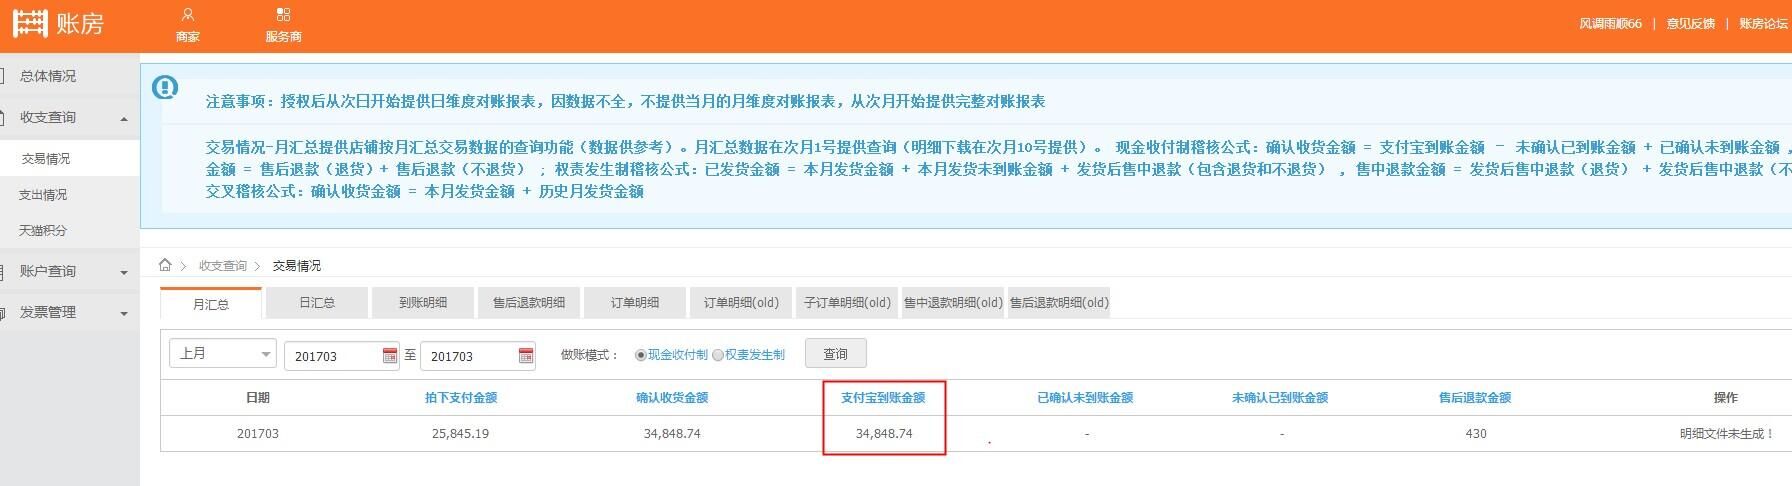 账房
商家
服务商
风调雨顺66 | 意见反馈 | 账房论坛
总体情况
收支查询
交易情况
支出情况
天猫积分
账户查询
发票管理
注意事项：授权后从次日开始提供日维度对账报表，因数据不全，不提供当月的月维度对账报表，从次月开始提供完整对账报表
交易情况-月汇总提供店铺按月汇总交易数据的查询功能（数据供参考）。月汇总数据在次月1号提供查询（明细下载在次月10号提供）。 现金收付制稽核公式：确认收货金额 = 支付宝到账金额 - 未确认已到账金额 + 已确认未到账金额 ，
金额 = 售后退款（退货）+ 售后退款（不退货） ；权责发生制稽核公式：已发货金额 = 本月发货金额 + 本月发货未到账金额 + 发货后售中退款（包含退货和不退货） ，售中退款金额 = 发货后售中退款（退货） + 发货后售中退款（不
交叉稽核公式：确认收货金额 = 本月发货金额 + 历史月发货金额
收支查询 > 交易情况
月汇总 日汇总 到账明细 售后退款明细 订单明细 订单明细(old) 子订单明细(old) 售中退款明细(old) 售后退款明细(old)
上月 201703 至 201703 做账模式： 现金收付制 权责发生制 查询
日期 拍下支付金额 确认收货金额 支付宝到账金额 已确认未到账金额 未确认已到账金额 售后退款金额 操作
201703 25,845.19 34,848.74 34,848.74 - - 430 明细文件未生成！